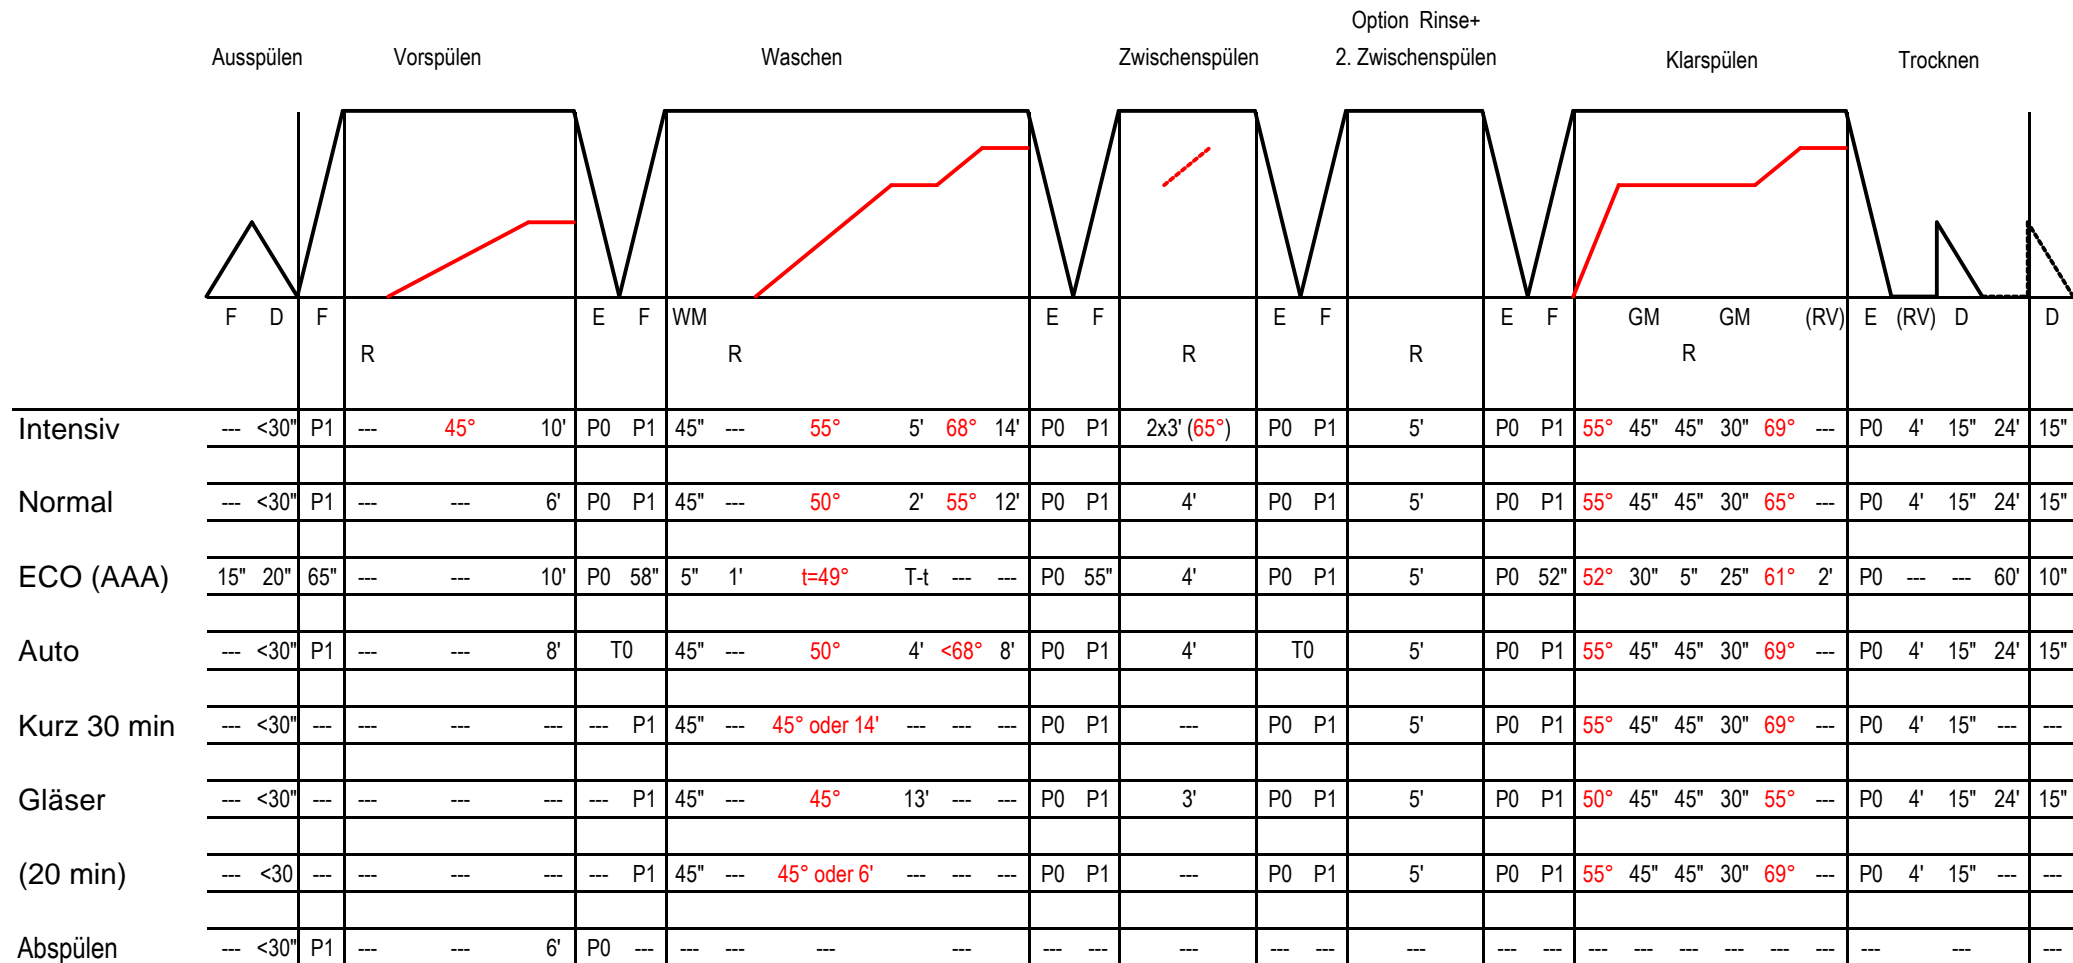 Option Rinse+
Ausspülen Vorspülen Waschen Zwischenspülen 2. Zwischenspülen Klarspülen Trocknen
F D F E F WM E F E F E F GM GM (RV) E (RV) D D
R R R R R
Intensiv --- <30" P1 --- 45° 10' P0 P1 45" --- 55° 5' 68° 14' P0 P1 2x3' (65°) P0 P1 5' P0 P1 55° 45" 45" 30" 69° --- P0 4' 15" 24' 15"
Normal --- <30" P1 --- --- 6' P0 P1 45" --- 50° 2' 55° 12' P0 P1 4' P0 P1 5' P0 P1 55° 45" 45" 30" 65° --- P0 4' 15" 24' 15"
ECO (AAA) 15" 20" 65" --- --- 10' P0 58" 5" 1' t=49° T-t --- --- P0 55" 4' P0 P1 5' P0 52" 52° 30" 5" 25" 61° 2' P0 --- --- 60' 10"
Auto --- <30" P1 --- --- 8' T0 45" --- 50° 4' <68° 8' P0 P1 4' T0 5' P0 P1 55° 45" 45" 30" 69° --- P0 4' 15" 24' 15"
Kurz 30 min --- <30" --- --- --- --- --- P1 45" --- 45° oder 14' --- --- --- P0 P1 --- P0 P1 5' P0 P1 55° 45" 45" 30" 69° --- P0 4' 15" --- ---
Gläser --- <30" --- --- --- --- --- P1 45" --- 45° 13' --- --- P0 P1 3' P0 P1 5' P0 P1 50° 45" 45" 30" 55° --- P0 4' 15" 24' 15"
(20 min) --- <30 --- --- --- --- --- P1 45" --- 45° oder 6' --- --- --- P0 P1 --- P0 P1 5' P0 P1 55° 45" 45" 30" 69° --- P0 4' 15" --- ---
Abspülen --- <30" P1 --- --- 6' P0 --- --- --- --- --- --- --- --- --- --- --- --- --- --- --- --- --- --- --- --- --- ---